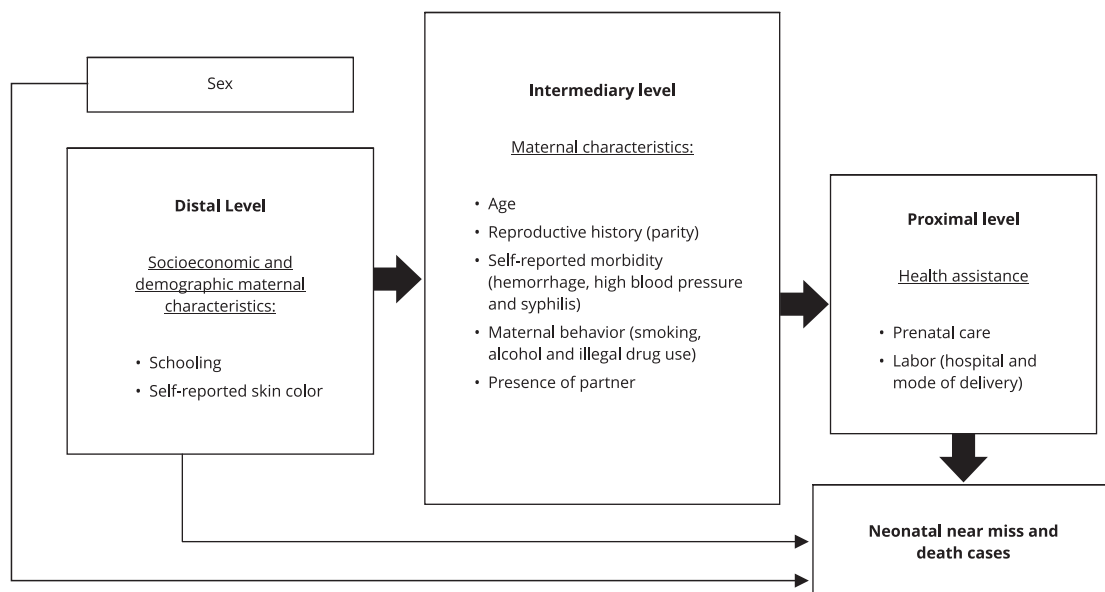 Sex
Distal Level
Socioeconomic and
demographic maternal
characteristics:
• Schooling
• Self-reported skin color
Intermediary level
Maternal characteristics:
• Age
• Reproductive history (parity)
• Self-reported morbidity
(hemorrhage, high blood pressure
and syphilis)
• Maternal behavior (smoking,
alcohol and illegal drug use)
• Presence of partner
Proximal level
Health assistance
• Prenatal care
• Labor (hospital and
mode of delivery)
Neonatal near miss and
death cases